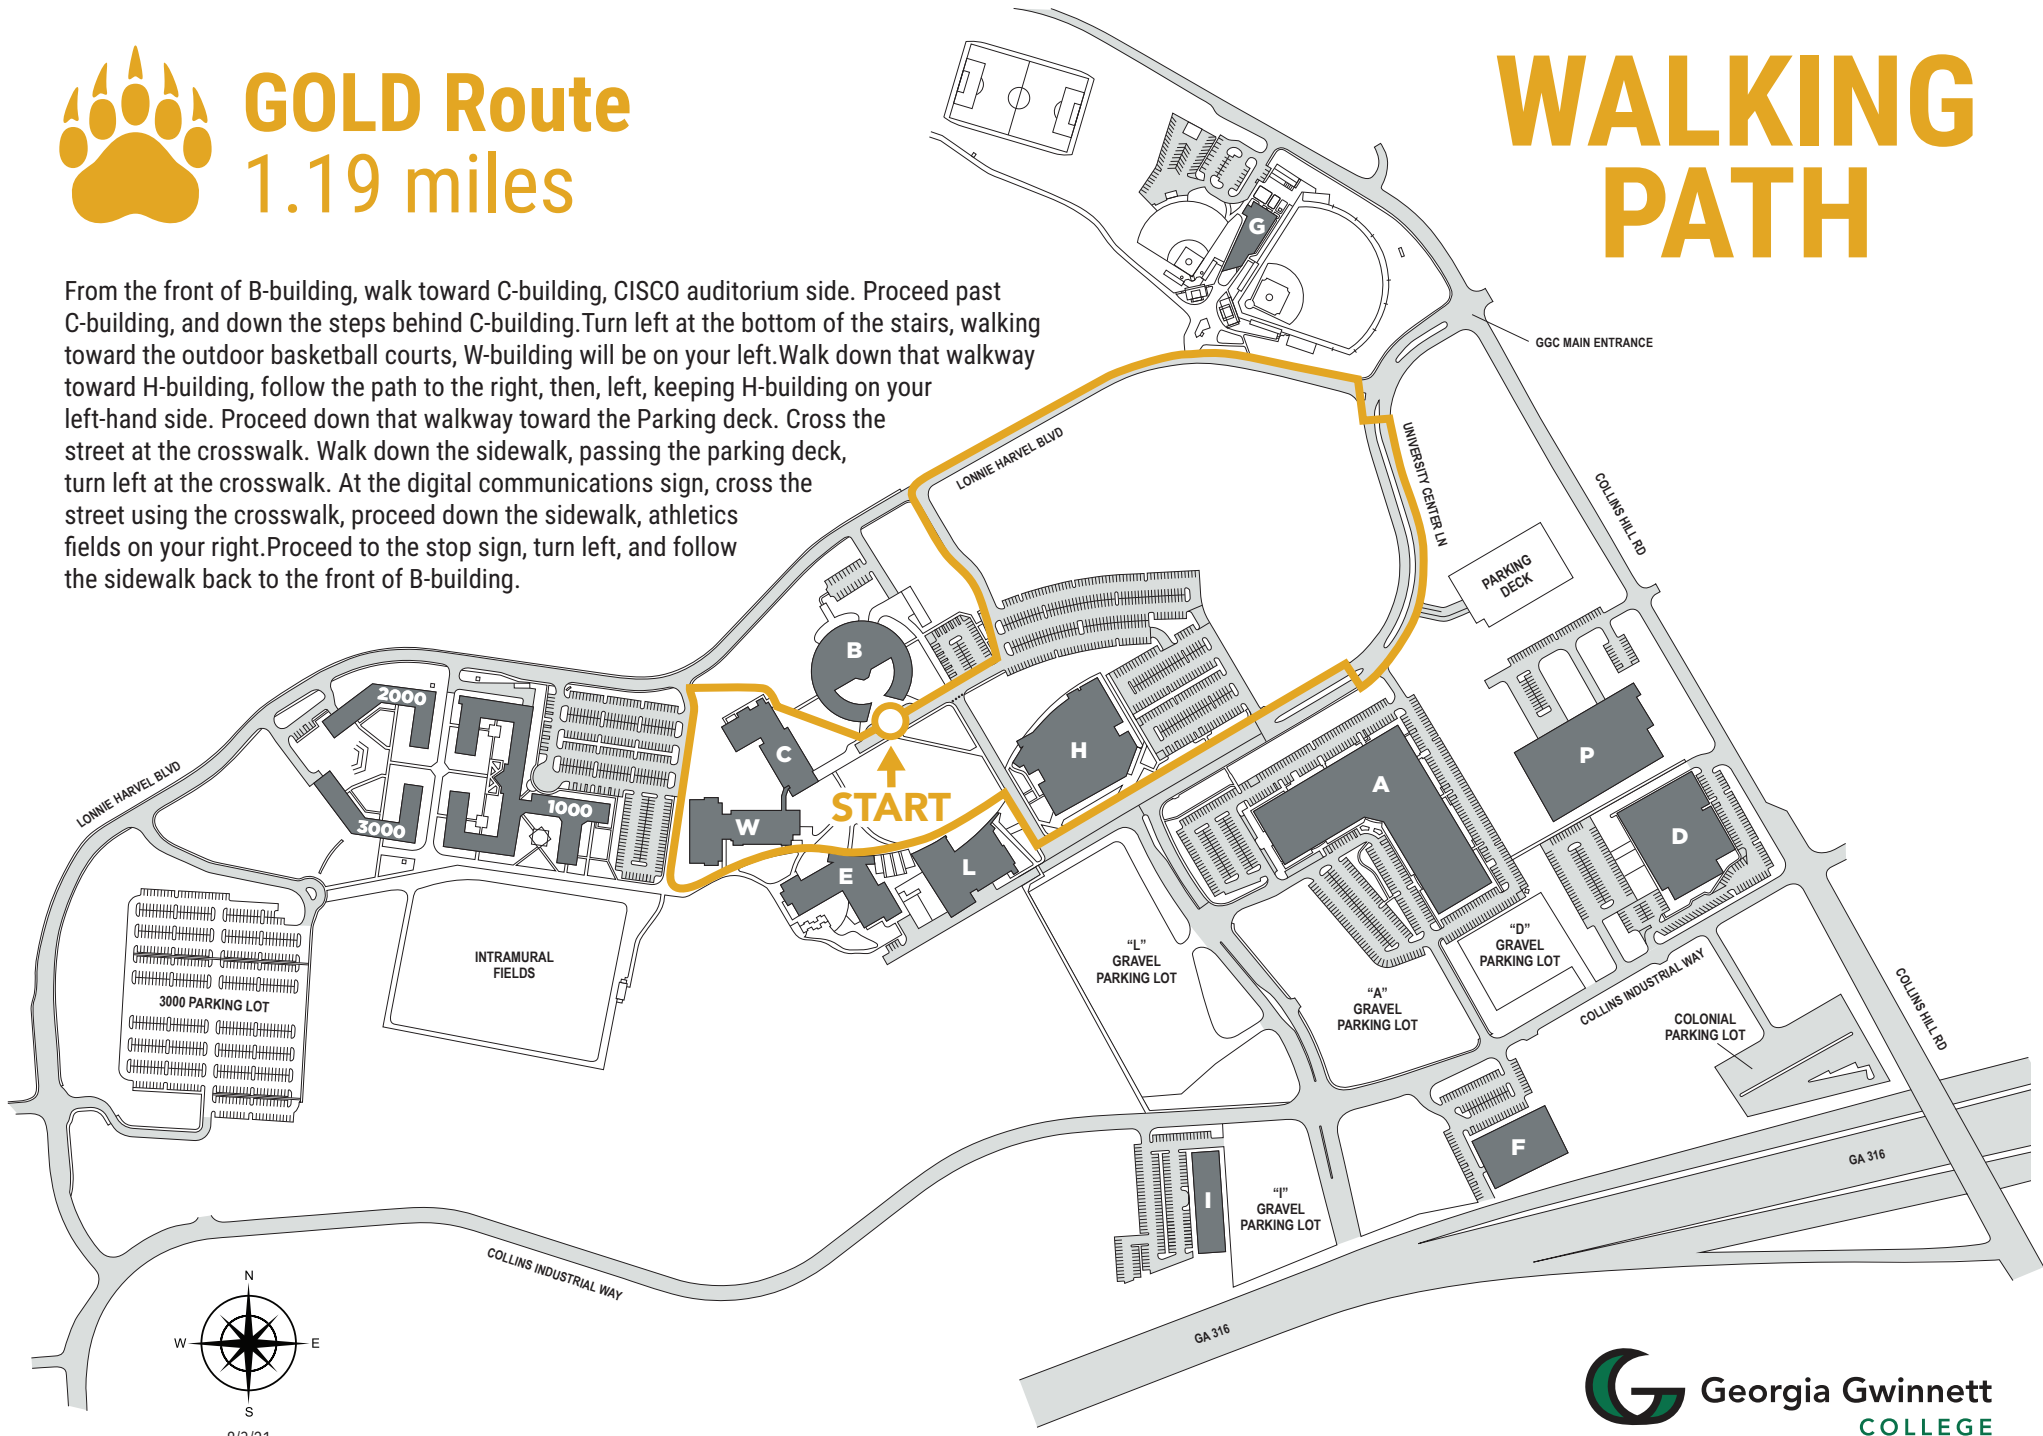 GOLD Route
1.19 miles
WALKING
PATH
From the front of B-building, walk toward C-building, CISCO auditorium side. Proceed past
C-building, and down the steps behind C-building.Turn left at the bottom of the stairs, walking
toward the outdoor basketball courts, W-building will be on your left.Walk down that walkway
toward H-building, follow the path to the right, then, left, keeping H-building on your
left-hand side. Proceed down that walkway toward the Parking deck. Cross the
street at the crosswalk. Walk down the sidewalk, passing the parking deck,
turn left at the crosswalk. At the digital communications sign, cross the
street using the crosswalk, proceed down the sidewalk, athletics
fields on your right.Proceed to the stop sign, turn left, and follow
the sidewalk back to the front of B-building.
G
GGC MAIN ENTRANCE
LONNIE HARVEL BLVD
UNIVERSITY CENTER LN
COLLINS HILL RD
PARKING
DECK
B
2000
C
H
P
A
START
1000
3000
W
LONNIE HARVEL BLVD
D
L
E
INTRAMURAL
FIELDS
"L"
GRAVEL
PARKING LOT
"D"
GRAVEL
PARKING LOT
"A"
GRAVEL
PARKING LOT
COLLINS INDUSTRIAL WAY
COLLINS HILL RD
3000 PARKING LOT
COLONIAL
PARKING LOT
F
GA 316
I
"I"
GRAVEL
PARKING LOT
COLLINS INDUSTRIAL WAY
GA 316
N
W
E
S
Georgia Gwinnett
COLLEGE